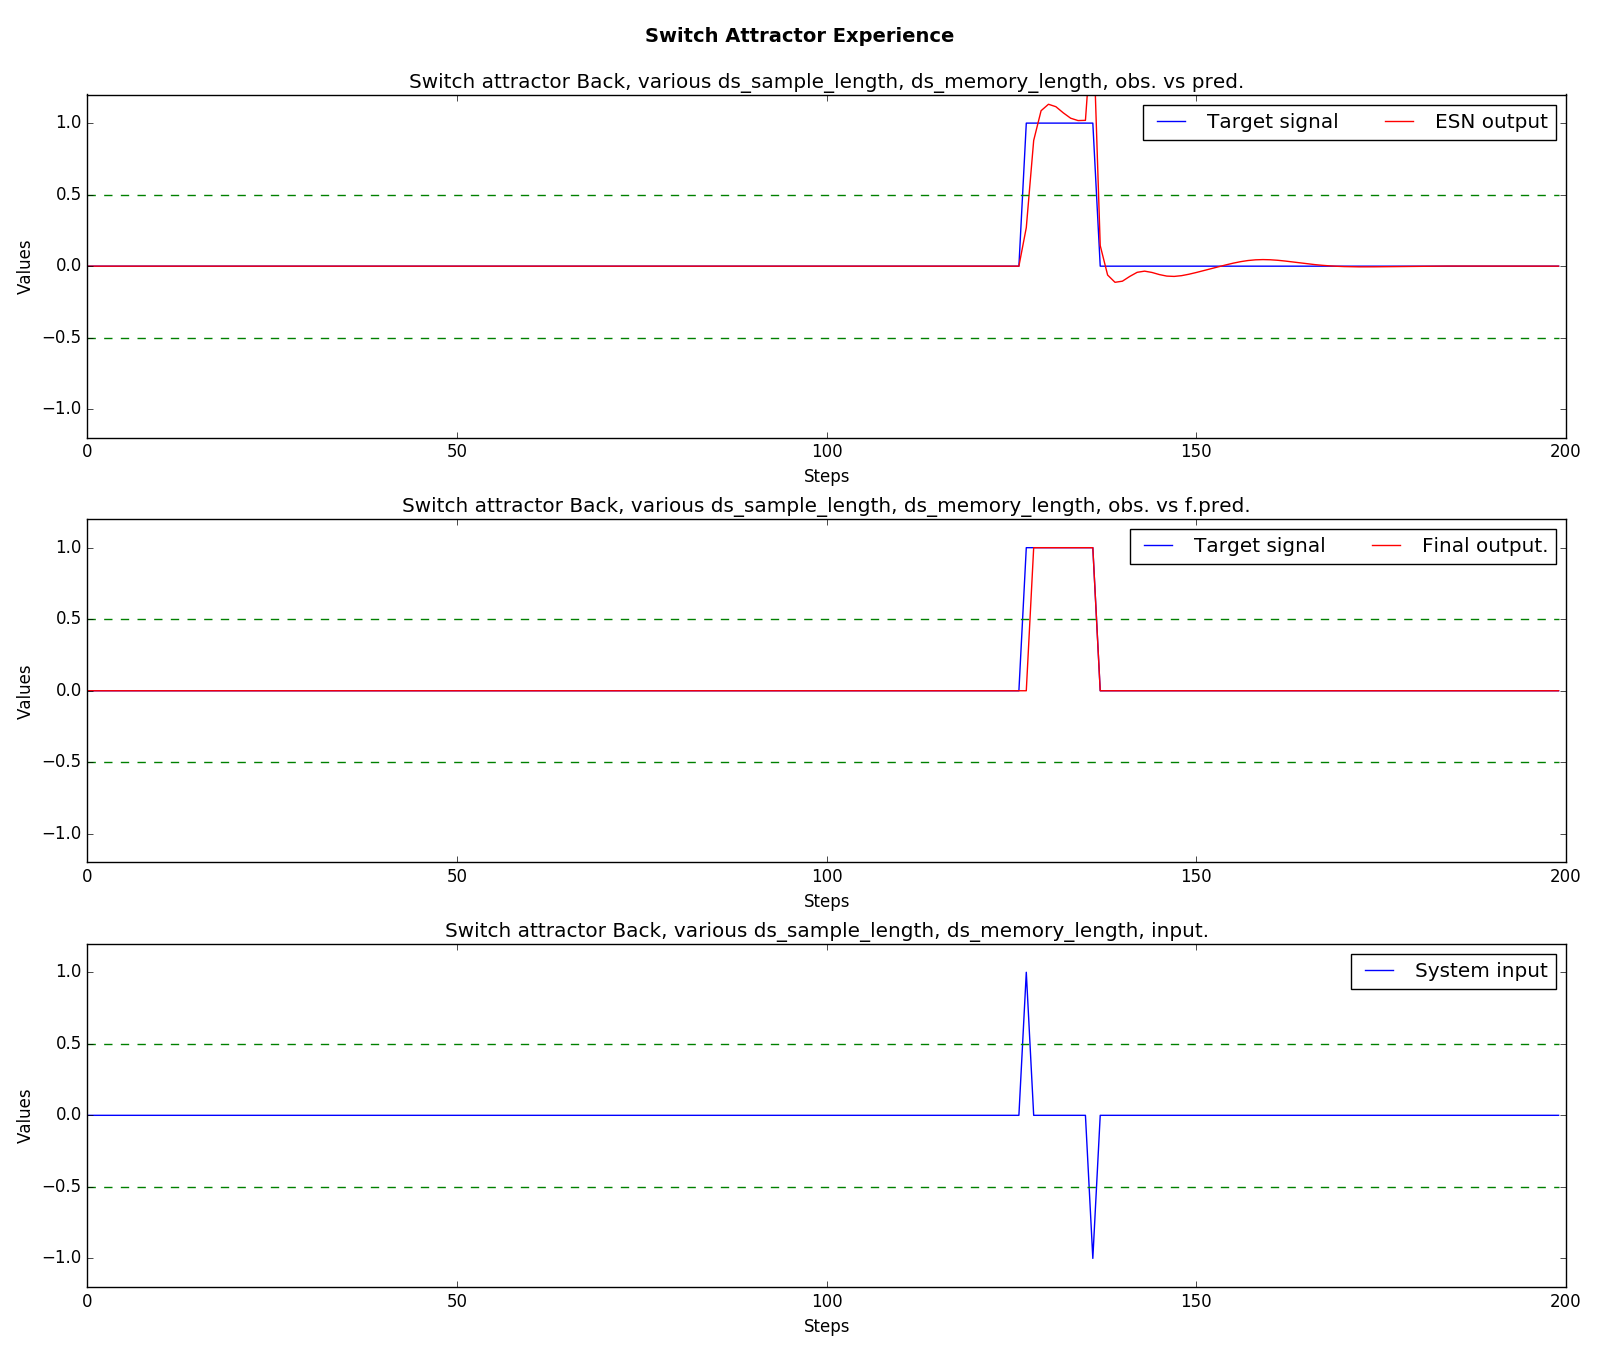 Switch Attractor Experience
Switch attractor Back, various ds_sample_length, ds_memory_length, obs. vs pred.
Target signal ESN output
1.0
0.5
0.0
−0.5
−1.0
Values
0 50 100 150 200
Steps
Switch attractor Back, various ds_sample_length, ds_memory_length, obs. vs f.pred.
Target signal Final output.
1.0
0.5
0.0
−0.5
−1.0
Values
0 50 100 150 200
Steps
Switch attractor Back, various ds_sample_length, ds_memory_length, input.
System input
1.0
0.5
0.0
−0.5
−1.0
Values
0 50 100 150 200
Steps